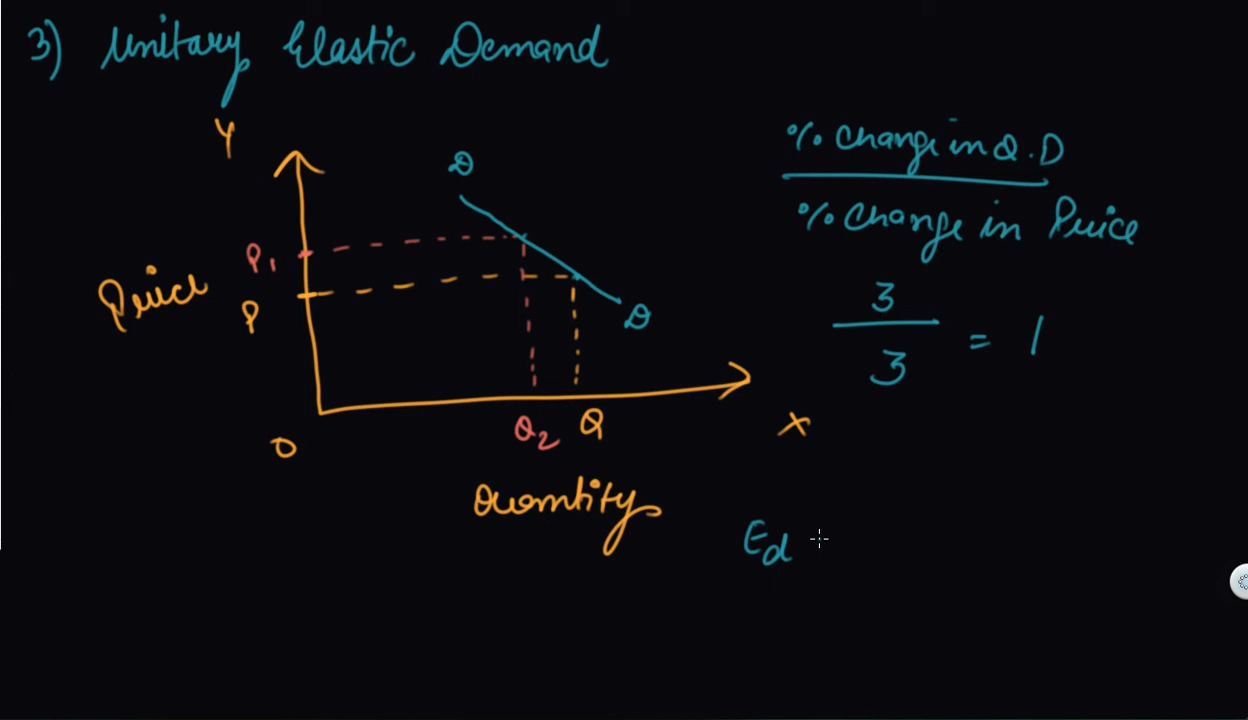 3) Unitary Elastic Demand
Y
D
% Change in Q.D
% Change in Price
P1
Price
P
D
3
3
= 1
Q2 Q
X
O
Quantity
Ed